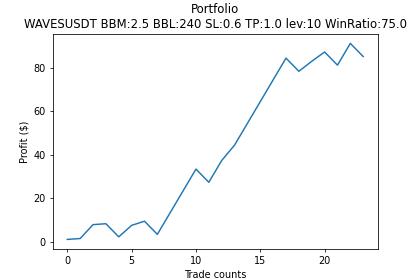 Portfolio
WAVESUSDT BBM:2.5 BBL:240 SL:0.6 TP:1.0 lev:10 WinRatio:75.0
80
60
40
20
0
Profit ($)
0 5 10 15 20
Trade counts